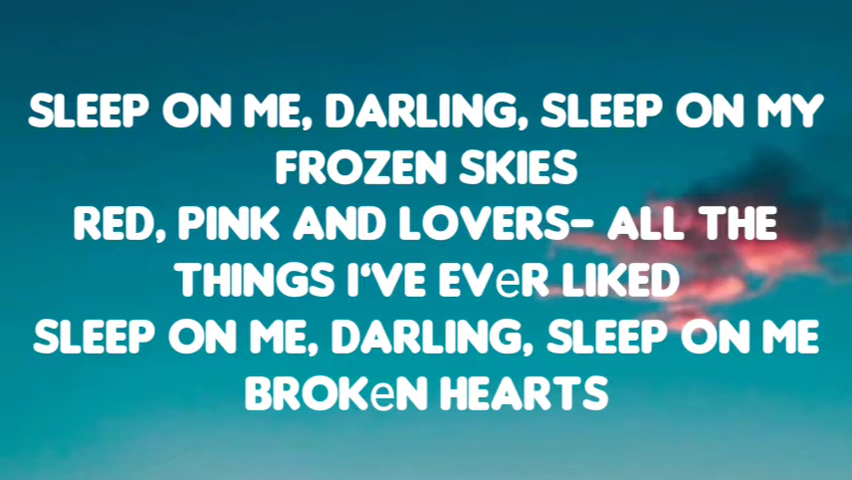 SLEEP ON ME, DARLING, SLEEP ON MY
FROZEN SKIES
RED, PINK AND LOVERS- ALL THE
THINGS I'VE EVeR LIKED
SLEEP ON ME, DARLING, SLEEP ON ME
BROKeN HEARTS